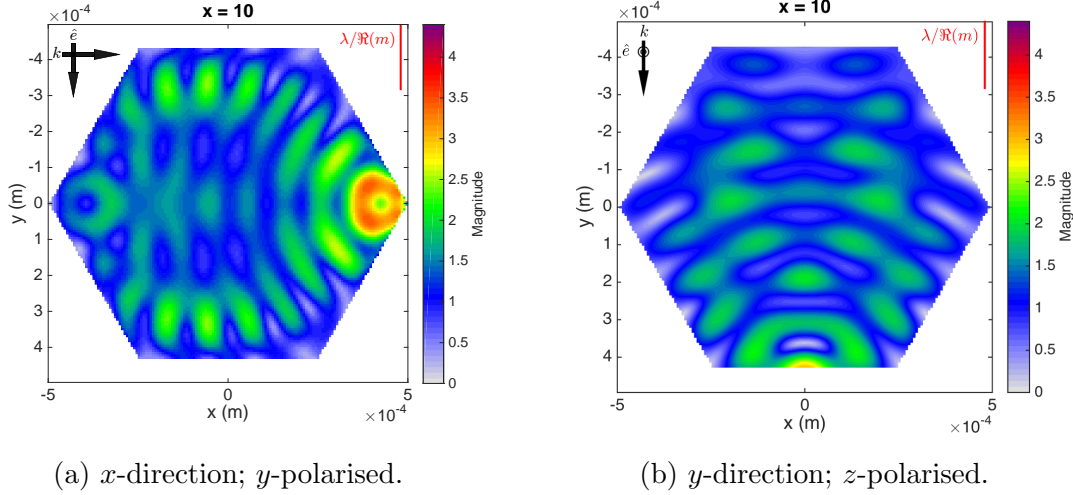 ×10⁻⁴
x = 10
ê
k
λ/ℜ(m)
-4
-3
-2
-1
0
1
2
3
4
y (m)
-5
0
5
x (m)
×10⁻⁴
4
3.5
3
2.5
2
1.5
1
0.5
0
Magnitude
(a) x-direction; y-polarised.
×10⁻⁴
x = 10
k
ê
λ/ℜ(m)
-4
-3
-2
-1
0
1
2
3
4
y (m)
-5
0
5
x (m)
×10⁻⁴
4
3.5
3
2.5
2
1.5
1
0.5
0
Magnitude
(b) y-direction; z-polarised.